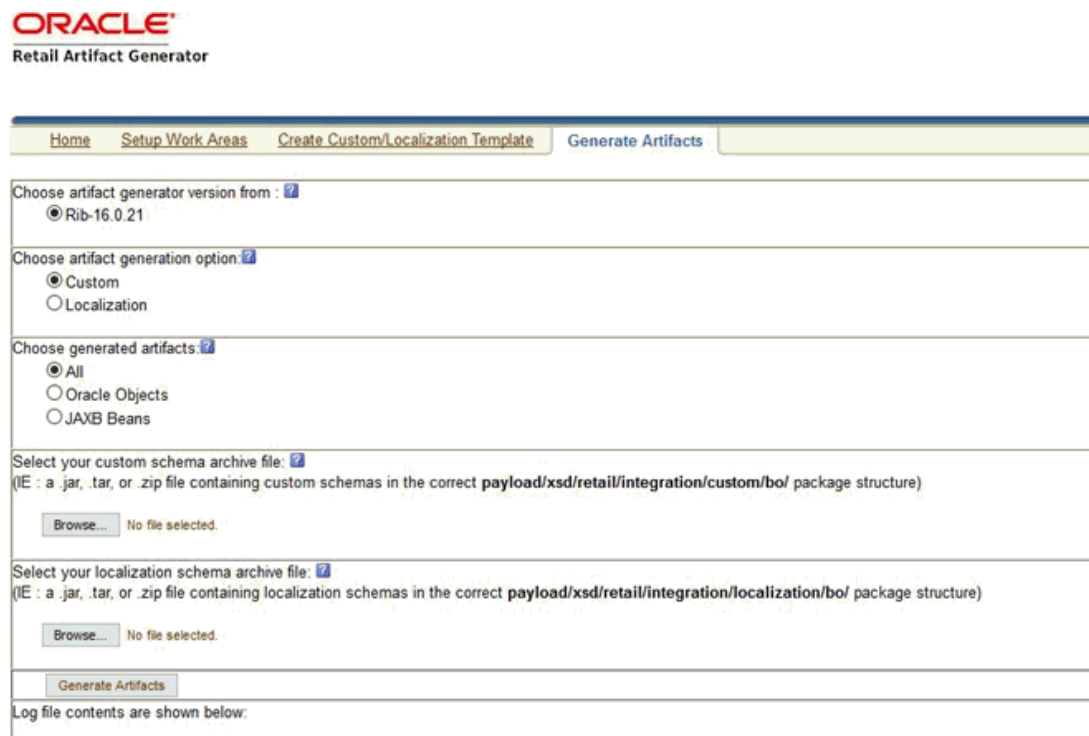 ORACLE
Retail Artifact Generator
Home Setup Work Areas Create Custom/Localization Template Generate Artifacts
Choose artifact generator version from : ?
Rib-16.0.21
Choose artifact generation option: ?
Custom
Localization
Choose generated artifacts: ?
All
Oracle Objects
JAXB Beans
Select your custom schema archive file: ?
(IE : a .jar, .tar, or .zip file containing custom schemas in the correct payload/xsd/retail/integration/custom/bo/ package structure)
Browse... No file selected.
Select your localization schema archive file: ?
(IE : a .jar, .tar, or .zip file containing localization schemas in the correct payload/xsd/retail/integration/localization/bo/ package structure)
Browse... No file selected.
Generate Artifacts
Log file contents are shown below: